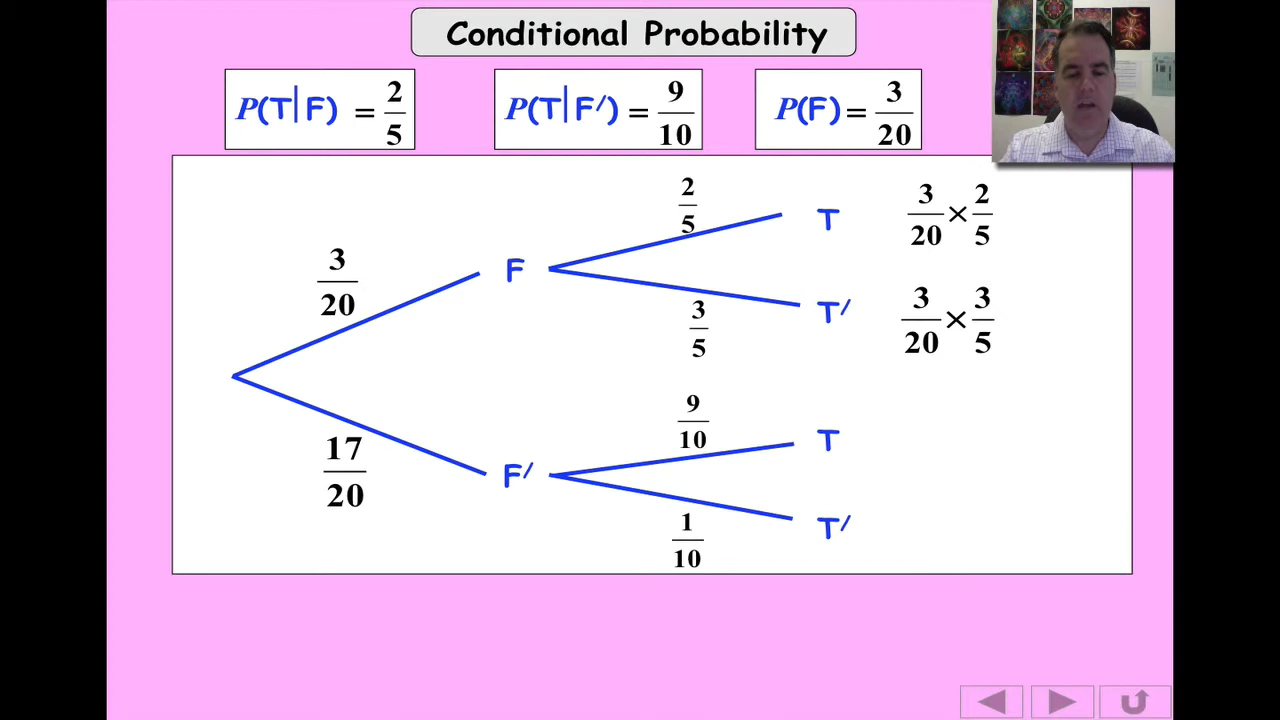 Conditional Probability
P(T|F) = 2/5
P(T|F′) = 9/10
P(F) = 3/20
3/20
17/20
F
F′
2/5
3/5
9/10
1/10
T
T′
T
T′
3/20 × 2/5
3/20 × 3/5